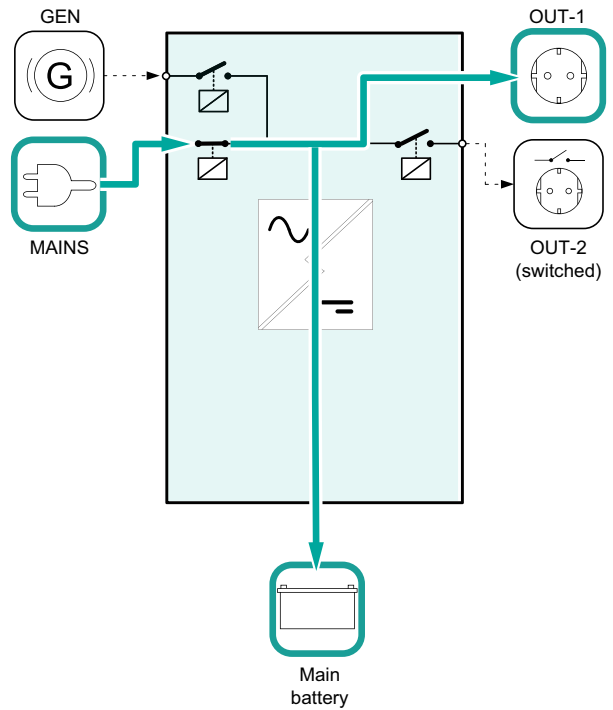 GEN
OUT-1
G
MAINS
OUT-2
(switched)
Main
battery